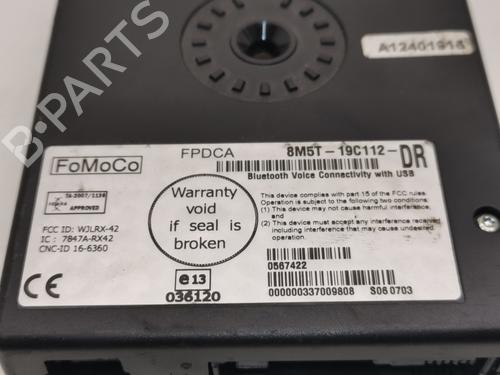 B-PARTS
A12401918
FoMoCo
FPDCA
8M5T-19C112-DR
Bluetooth Voice Connectivity with USB
TA-2007/1138
APPROVED
Warranty
void
if seal is
broken
This device complies with part 15 of the FCC rules.
Operation is subject to the following two conditions:
(1) This device may not cause harmful interference,
and
(2) This device must accept any interference received
including interference that may cause undesired
operation.
FCC ID: WJLRX-42
IC : 7847A-RX42
CNC-ID 16-6360
CE
e13
036120
0567422
000000337009808 S06 0703